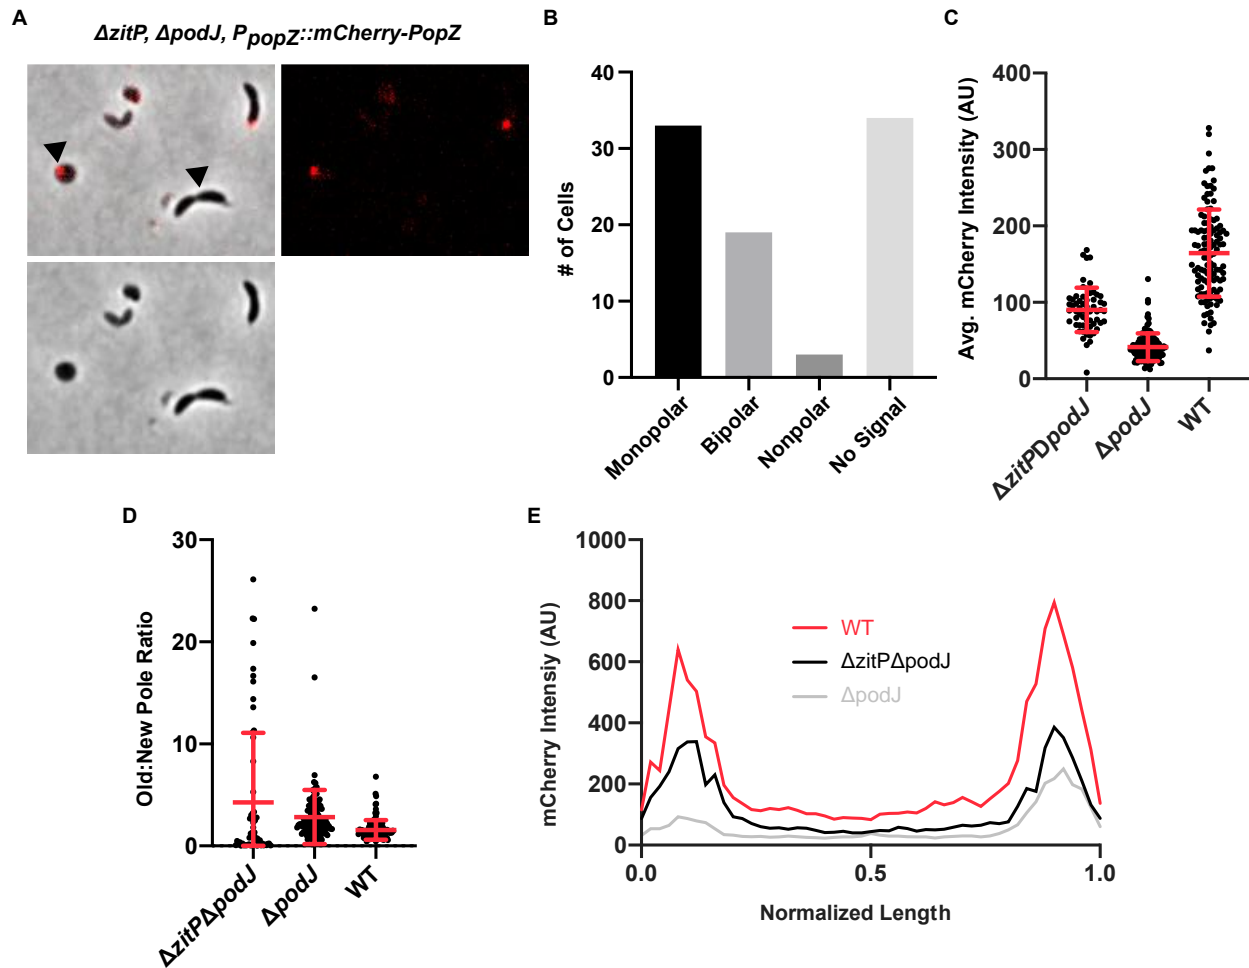 A
ΔzitP, ΔpodJ, PpopZ::mCherry-PopZ
B
# of Cells
40
30
20
10
0
Monopolar
Bipolar
Nonpolar
No Signal
C
Avg. mCherry Intensity (AU)
400
300
200
100
0
ΔzitPDpodJ
ΔpodJ
WT
D
Old:New Pole Ratio
30
20
10
0
ΔzitPΔpodJ
ΔpodJ
WT
E
mCherry Intensiy (AU)
1000
800
600
400
200
0
WT
ΔzitPΔpodJ
ΔpodJ
0.0
0.5
1.0
Normalized Length